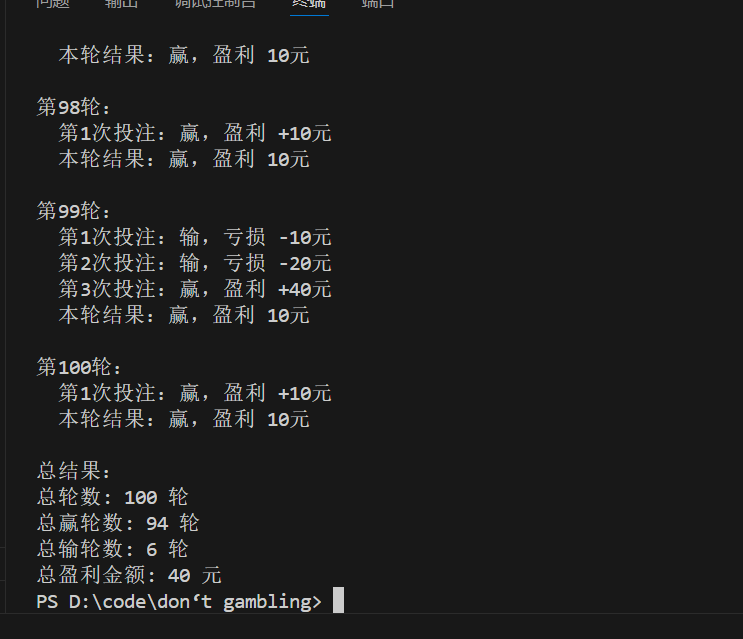 问题 输出 调试控制台 终端 端口
本轮结果: 赢, 盈利 10元
第98轮:
第1次投注: 赢, 盈利 +10元
本轮结果: 赢, 盈利 10元
第99轮:
第1次投注: 输, 亏损 -10元
第2次投注: 输, 亏损 -20元
第3次投注: 赢, 盈利 +40元
本轮结果: 赢, 盈利 10元
第100轮:
第1次投注: 赢, 盈利 +10元
本轮结果: 赢, 盈利 10元
总结果:
总轮数: 100 轮
总赢轮数: 94 轮
总输轮数: 6 轮
总盈利金额: 40 元
PS D:\code\don‘t gambling>